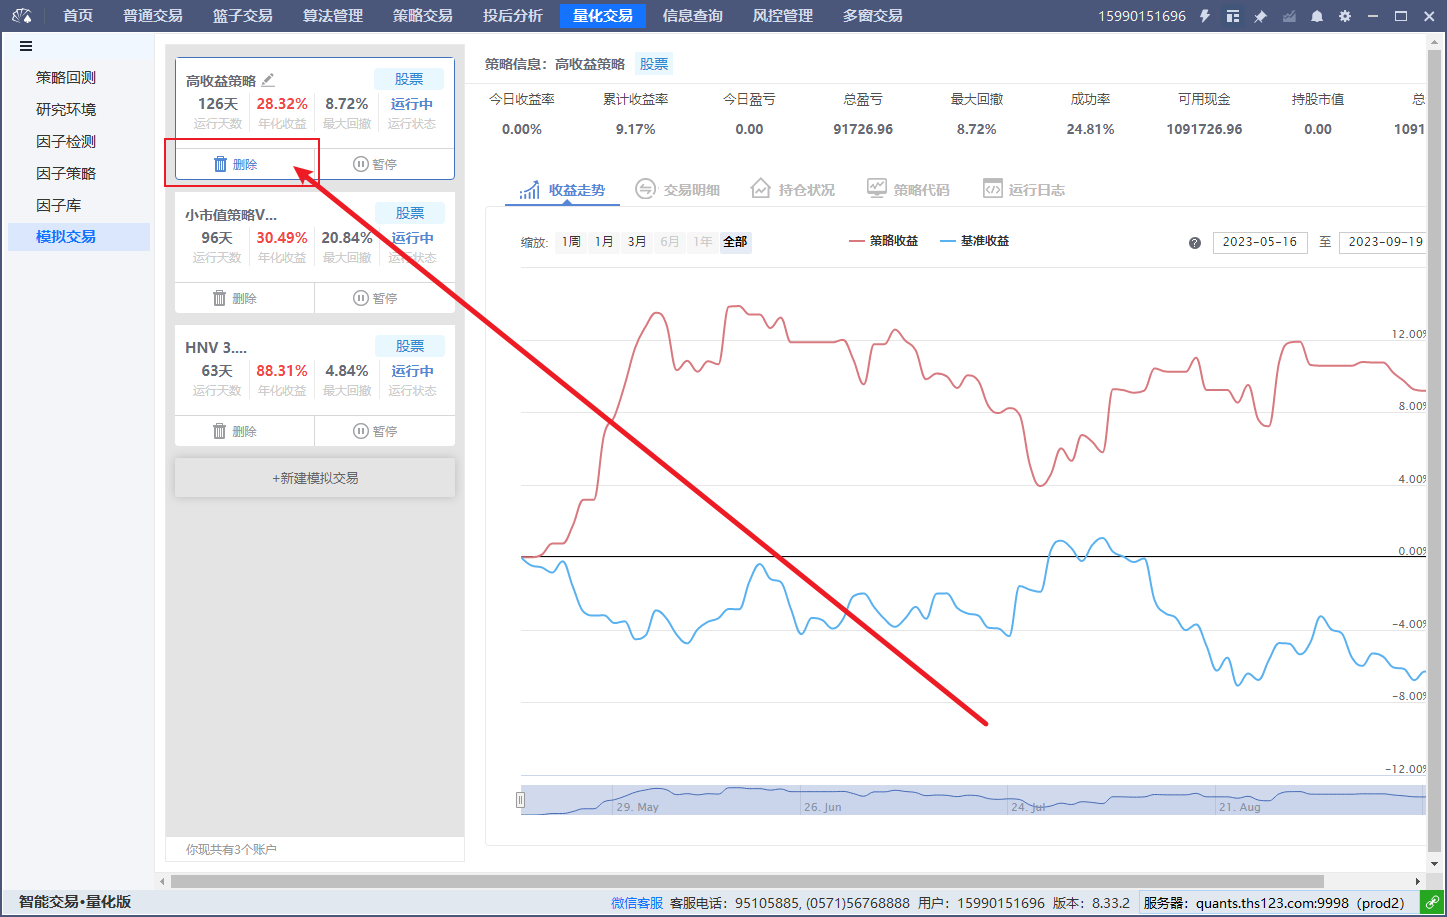 首页 普通交易 篮子交易 算法管理 策略交易 投后分析 量化交易 信息查询 风控管理 多窗交易 15990151696
策略回测
研究环境
因子检测
因子策略
因子库
模拟交易
高收益策略 股票
126天 28.32% 8.72% 运行中
运行天数 年化收益 最大回撤 运行状态
删除 暂停
小市值策略V... 股票
96天 30.49% 20.84% 运行中
运行天数 年化收益 最大回撤 运行状态
删除 暂停
HNV 3.... 股票
63天 88.31% 4.84% 运行中
运行天数 年化收益 最大回撤 运行状态
删除 暂停
+新建模拟交易
你现共有3个账户
策略信息: 高收益策略 股票
今日收益率 累计收益率 今日盈亏 总盈亏 最大回撤 成功率 可用现金 持股市值 总
0.00% 9.17% 0.00 91726.96 8.72% 24.81% 1091726.96 0.00 1091
收益走势 交易明细 持仓状况 策略代码 运行日志
缩放: 1周 1月 3月 6月 1年 全部 策略收益 基准收益 2023-05-16 至 2023-09-19
12.00%
8.00%
4.00%
0.00%
-4.00%
-8.00%
-12.00%
29. May 26. Jun 24. Jul 21. Aug
智能交易•量化版 微信客服 客服电话: 95105885, (0571)56768888 用户: 15990151696 版本: 8.33.2 服务器: quants.ths123.com:9998 (prod2)